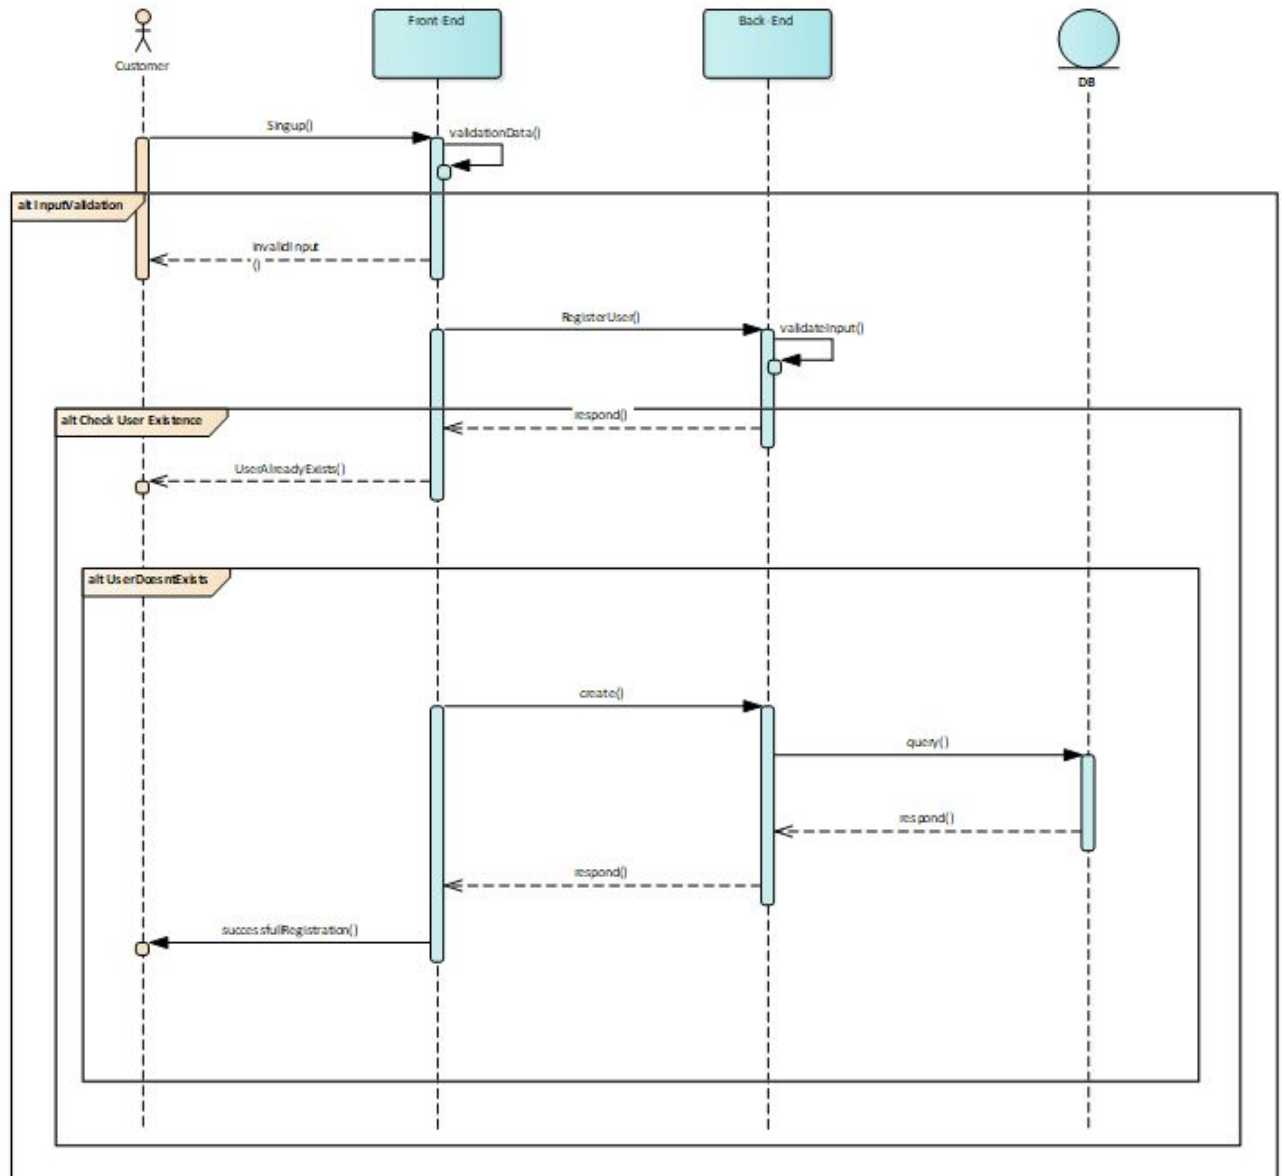 Front-End
Back-End
Customer
DB
Singup()
validationData()
alt InputValidation
InvalidInput
()
RegisterUser()
validateInput()
alt Check User Existence
respond()
UserAlreadyExists()
alt UserDoesntExists
create()
query()
respond()
respond()
successfullRegistration()